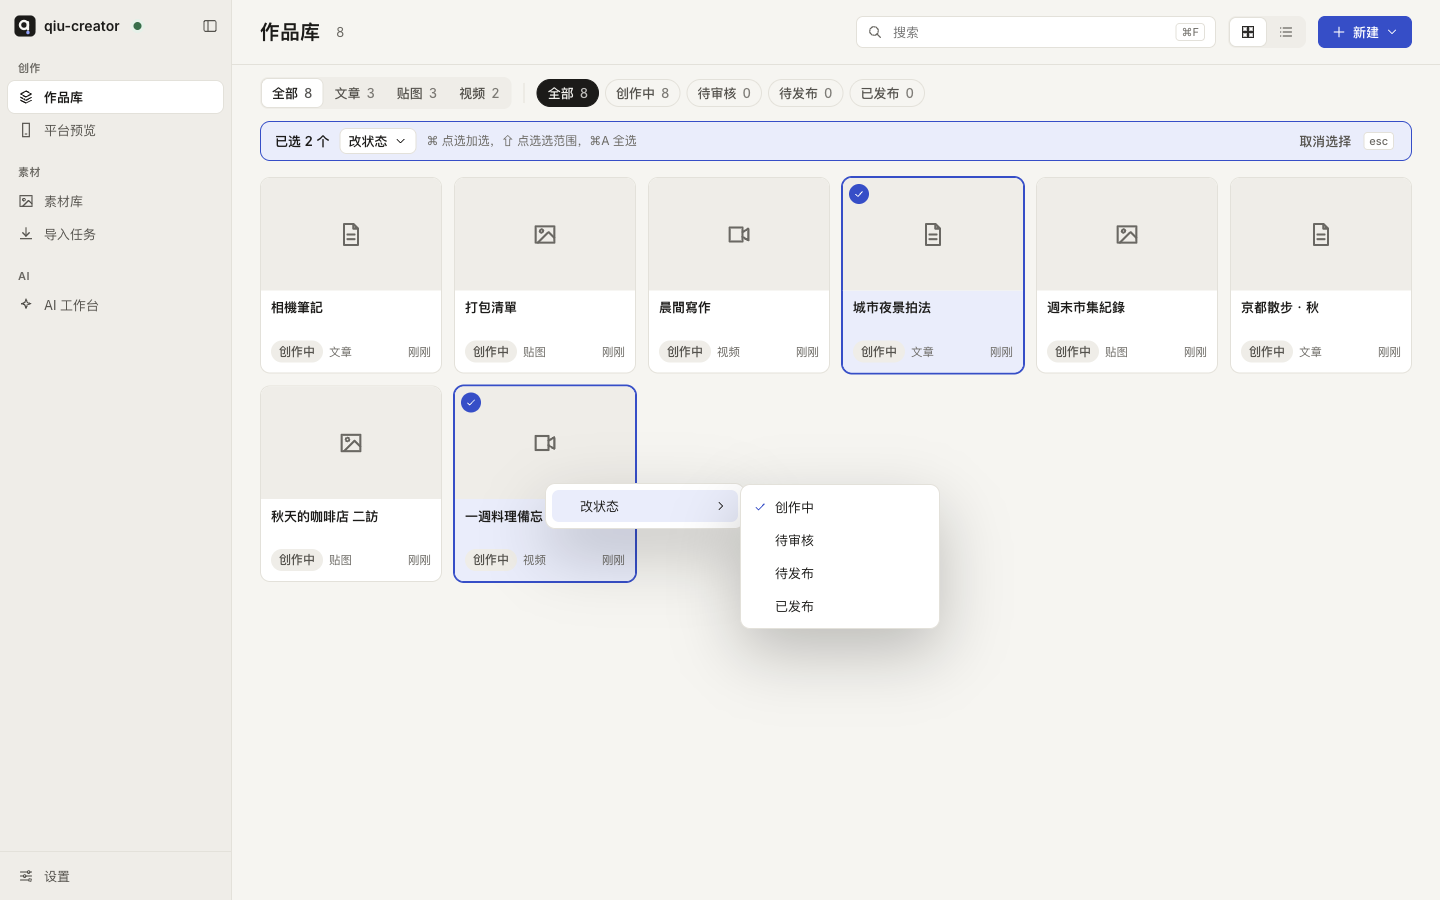 qiu-creator
创作
作品库
平台预览
素材
素材库
导入任务
AI
AI 工作台
设置
作品库 8
搜索 ⌘F
新建
全部 8 文章 3 贴图 3 视频 2
全部 8 创作中 8 待审核 0 待发布 0 已发布 0
已选 2 个 改状态 ⌘ 点选加选，⇧ 点选选范围，⌘A 全选 取消选择 esc
相機筆記
创作中 文章 刚刚
打包清單
创作中 贴图 刚刚
晨間寫作
创作中 视频 刚刚
城市夜景拍法
创作中 文章 刚刚
週末市集紀錄
创作中 贴图 刚刚
京都散步 · 秋
创作中 文章 刚刚
秋天的咖啡店 二訪
创作中 贴图 刚刚
一週料理備忘
创作中 视频 刚刚
改状态
创作中
待审核
待发布
已发布